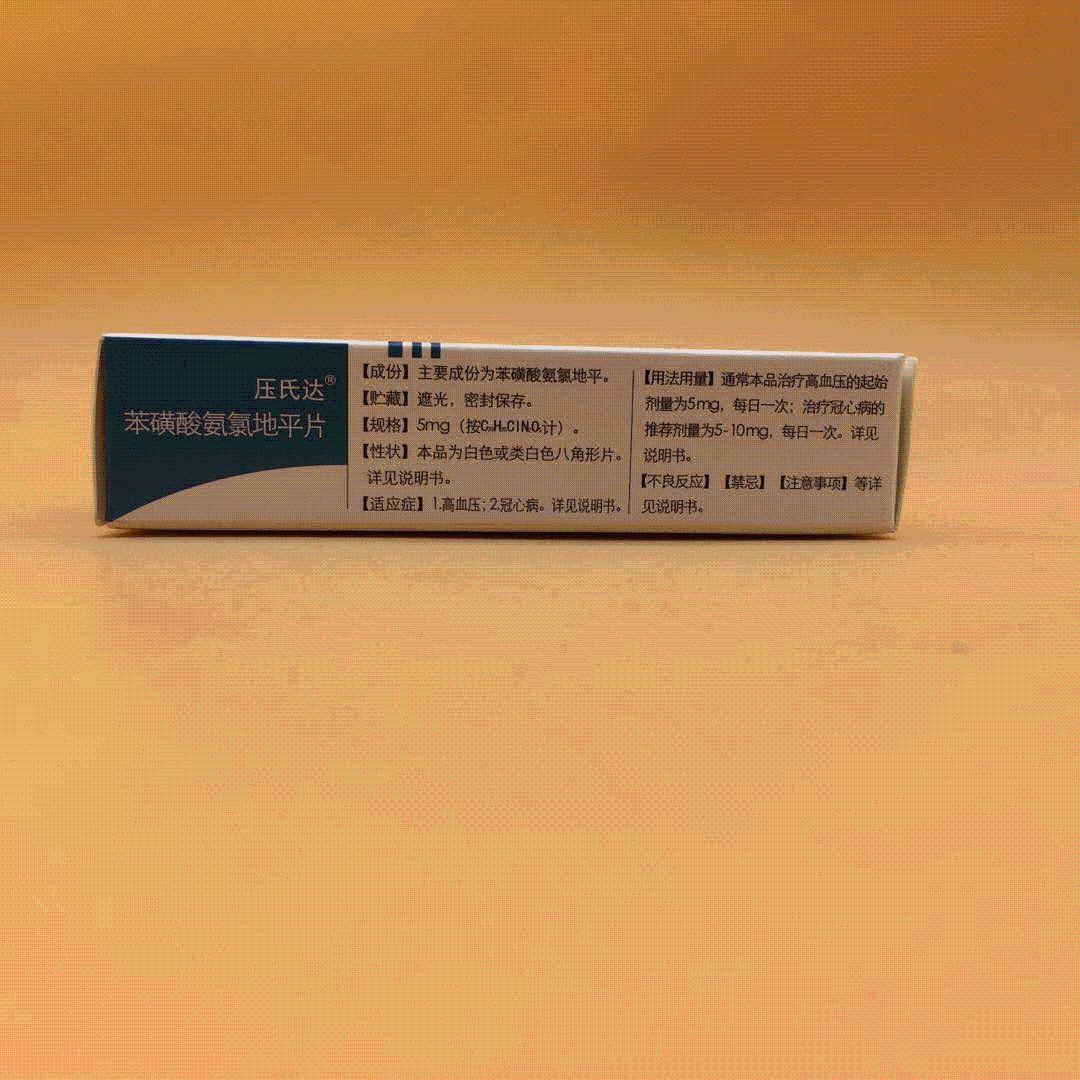 压氏达®
苯磺酸氨氯地平片
【成份】主要成份为苯磺酸氨氯地平。
【贮藏】遮光，密封保存。
【规格】5mg（按C₂₀H₂₅ClN₂O₅计）。
【性状】本品为白色或类白色八角形片。
详见说明书。
【适应症】1.高血压；2.冠心病。详见说明书。
【用法用量】通常本品治疗高血压的起始
剂量为5mg，每日一次；治疗冠心病的
推荐剂量为5-10mg，每日一次。详见
说明书。
【不良反应】【禁忌】【注意事项】等详
见说明书。